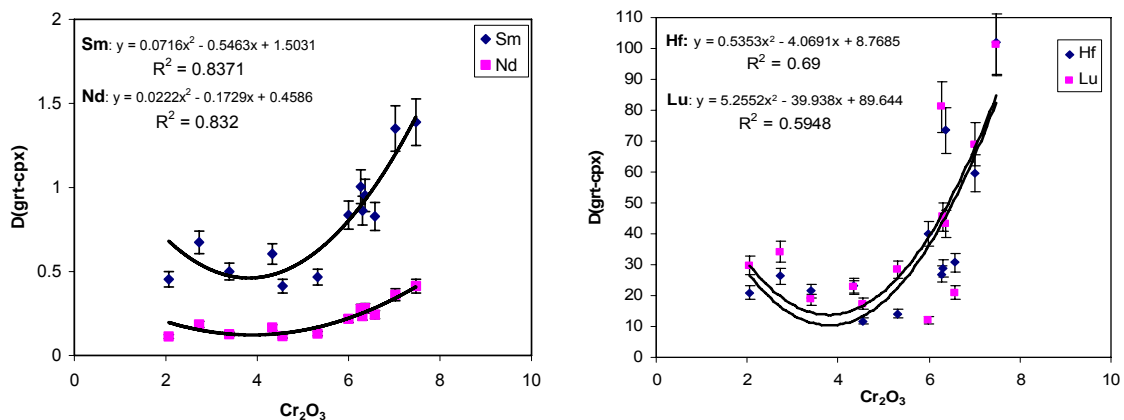 2
1.5
1
0.5
0
D(grt-cpx)
Sm: y = 0.0716x² - 0.5463x + 1.5031
R² = 0.8371
Nd: y = 0.0222x² - 0.1729x + 0.4586
R² = 0.832
Sm
Nd
0 2 4 6 8 10
Cr₂O₃
110
100
90
80
70
60
50
40
30
20
10
0
D(grt-cpx)
Hf: y = 0.5353x² - 4.0691x + 8.7685
R² = 0.69
Lu: y = 5.2552x² - 39.938x + 89.644
R² = 0.5948
Hf
Lu
0 2 4 6 8 10
Cr₂O₃